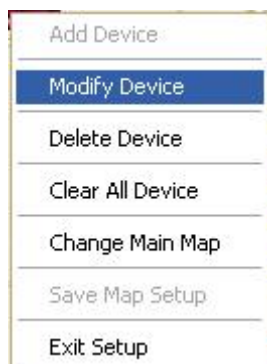 Add Device
Modify Device
Delete Device
Clear All Device
Change Main Map
Save Map Setup
Exit Setup